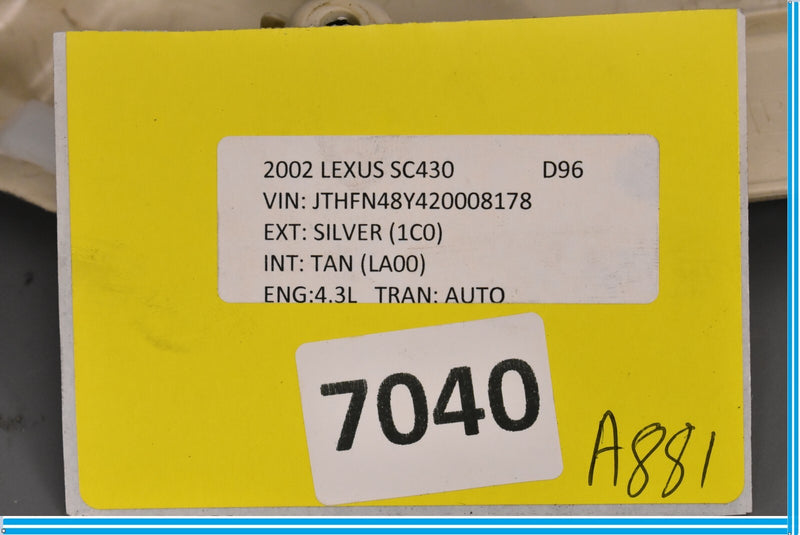 2002 LEXUS SC430 D96
VIN: JTHFN48Y420008178
EXT: SILVER (1C0)
INT: TAN (LA00)
ENG:4.3L TRAN: AUTO
7040
A881